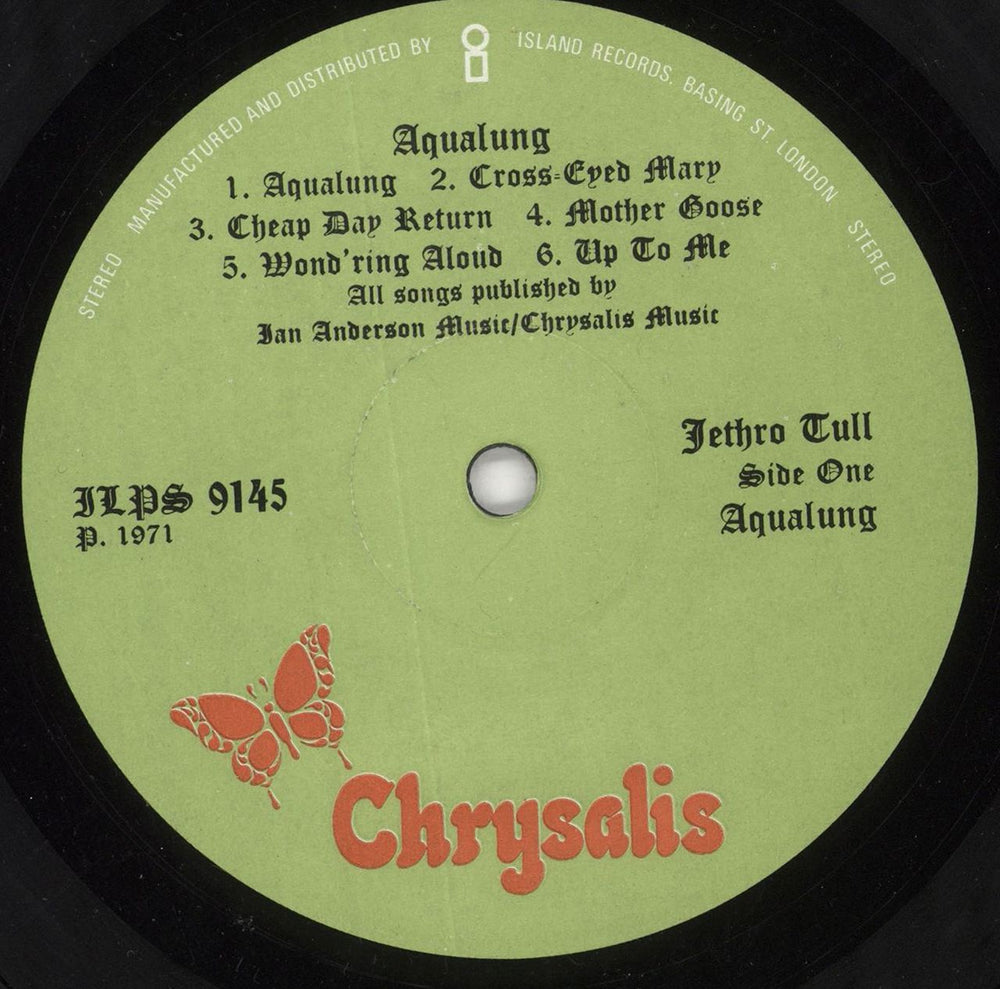 STEREO MANUFACTURED AND DISTRIBUTED BY ISLAND RECORDS, BASING ST. LONDON STEREO
Aqualung
1. Aqualung 2. Cross-Eyed Mary
3. Cheap Day Return 4. Mother Goose
5. Wond'ring Aloud 6. Up To Me
All songs published by
Ian Anderson Music/Chrysalis Music
Jethro Tull
Side One
Aqualung
ILPS 9145
P. 1971
Chrysalis